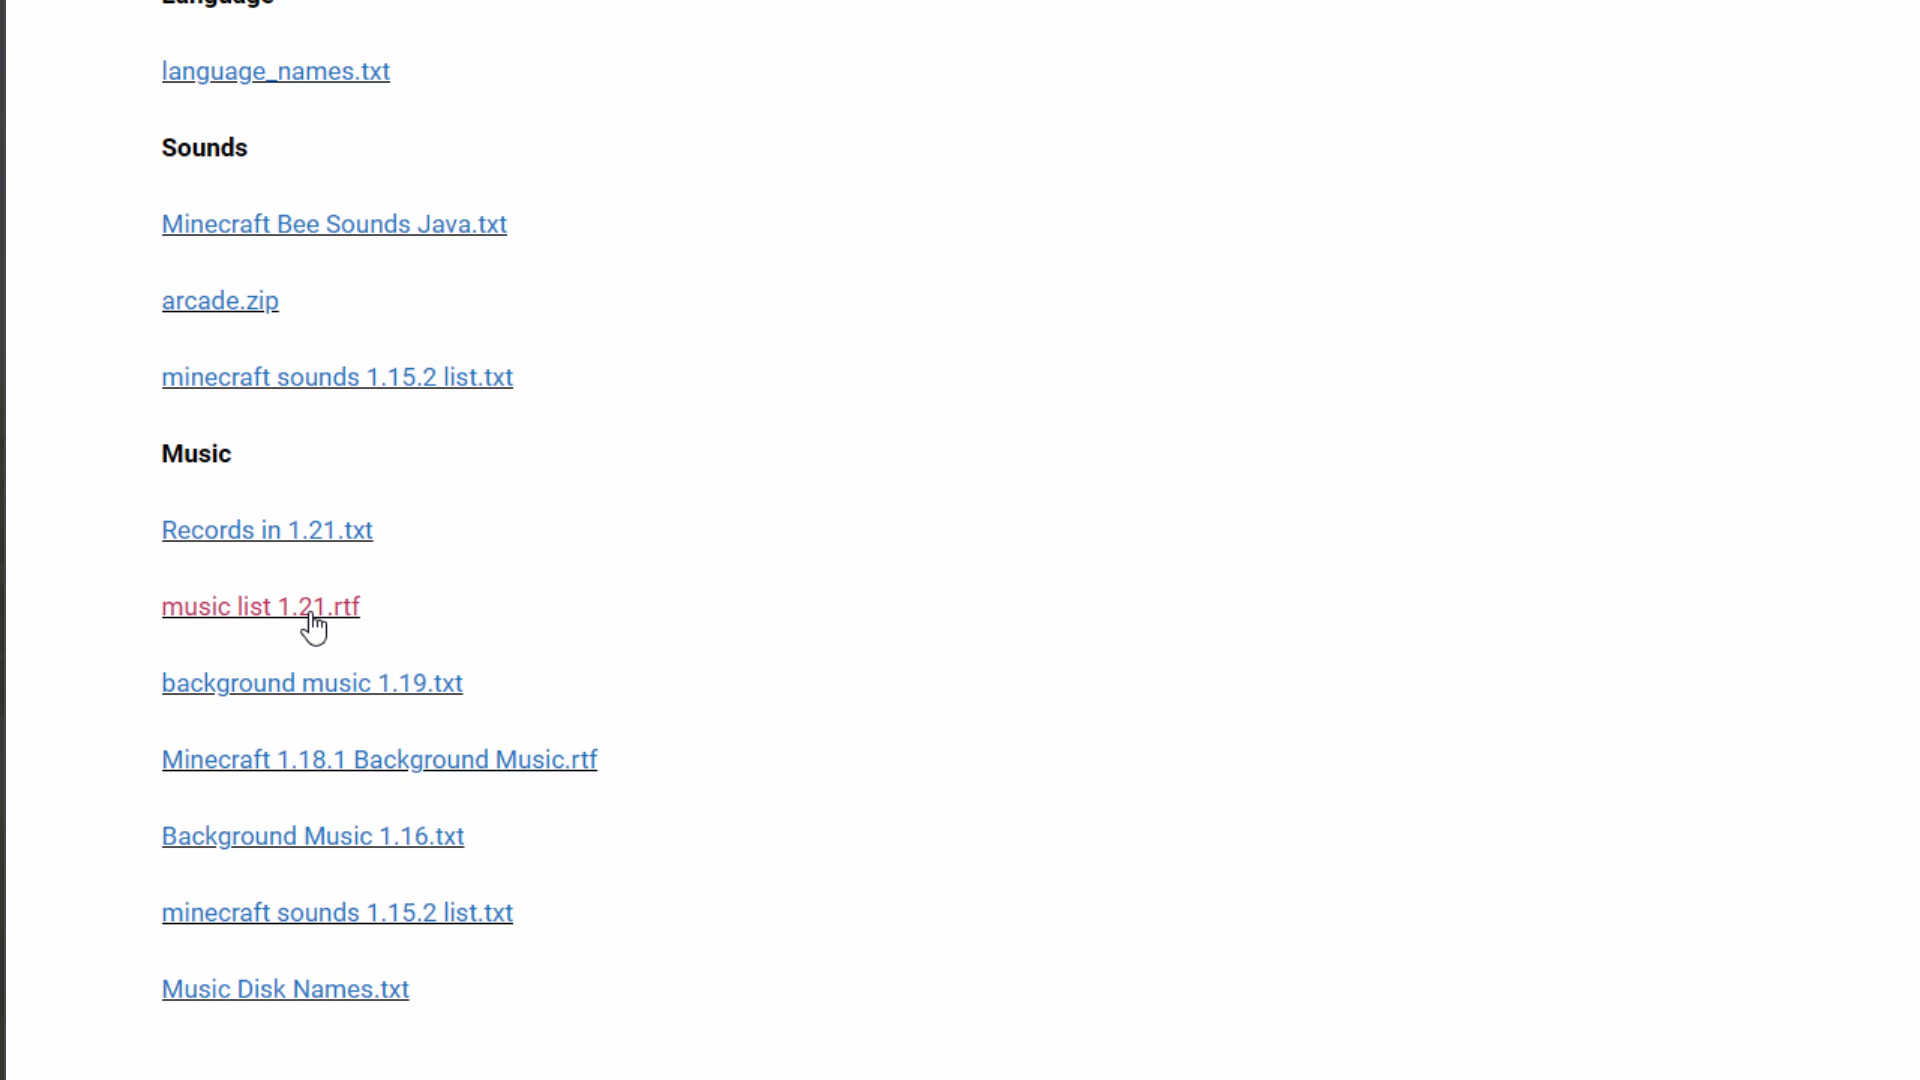 Language
language_names.txt
Sounds
Minecraft Bee Sounds Java.txt
arcade.zip
minecraft sounds 1.15.2 list.txt
Music
Records in 1.21.txt
music list 1.21.rtf
background music 1.19.txt
Minecraft 1.18.1 Background Music.rtf
Background Music 1.16.txt
minecraft sounds 1.15.2 list.txt
Music Disk Names.txt